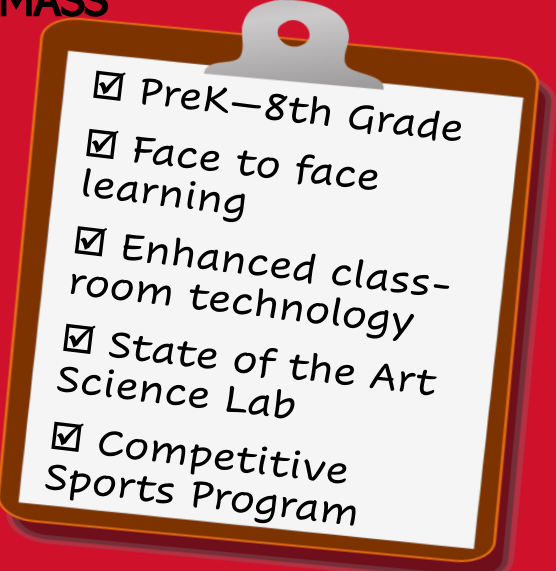 MASS
☑ PreK—8th Grade
☑ Face to face
learning
☑ Enhanced class-
room technology
☑ State of the Art
Science Lab
☑ Competitive
Sports Program